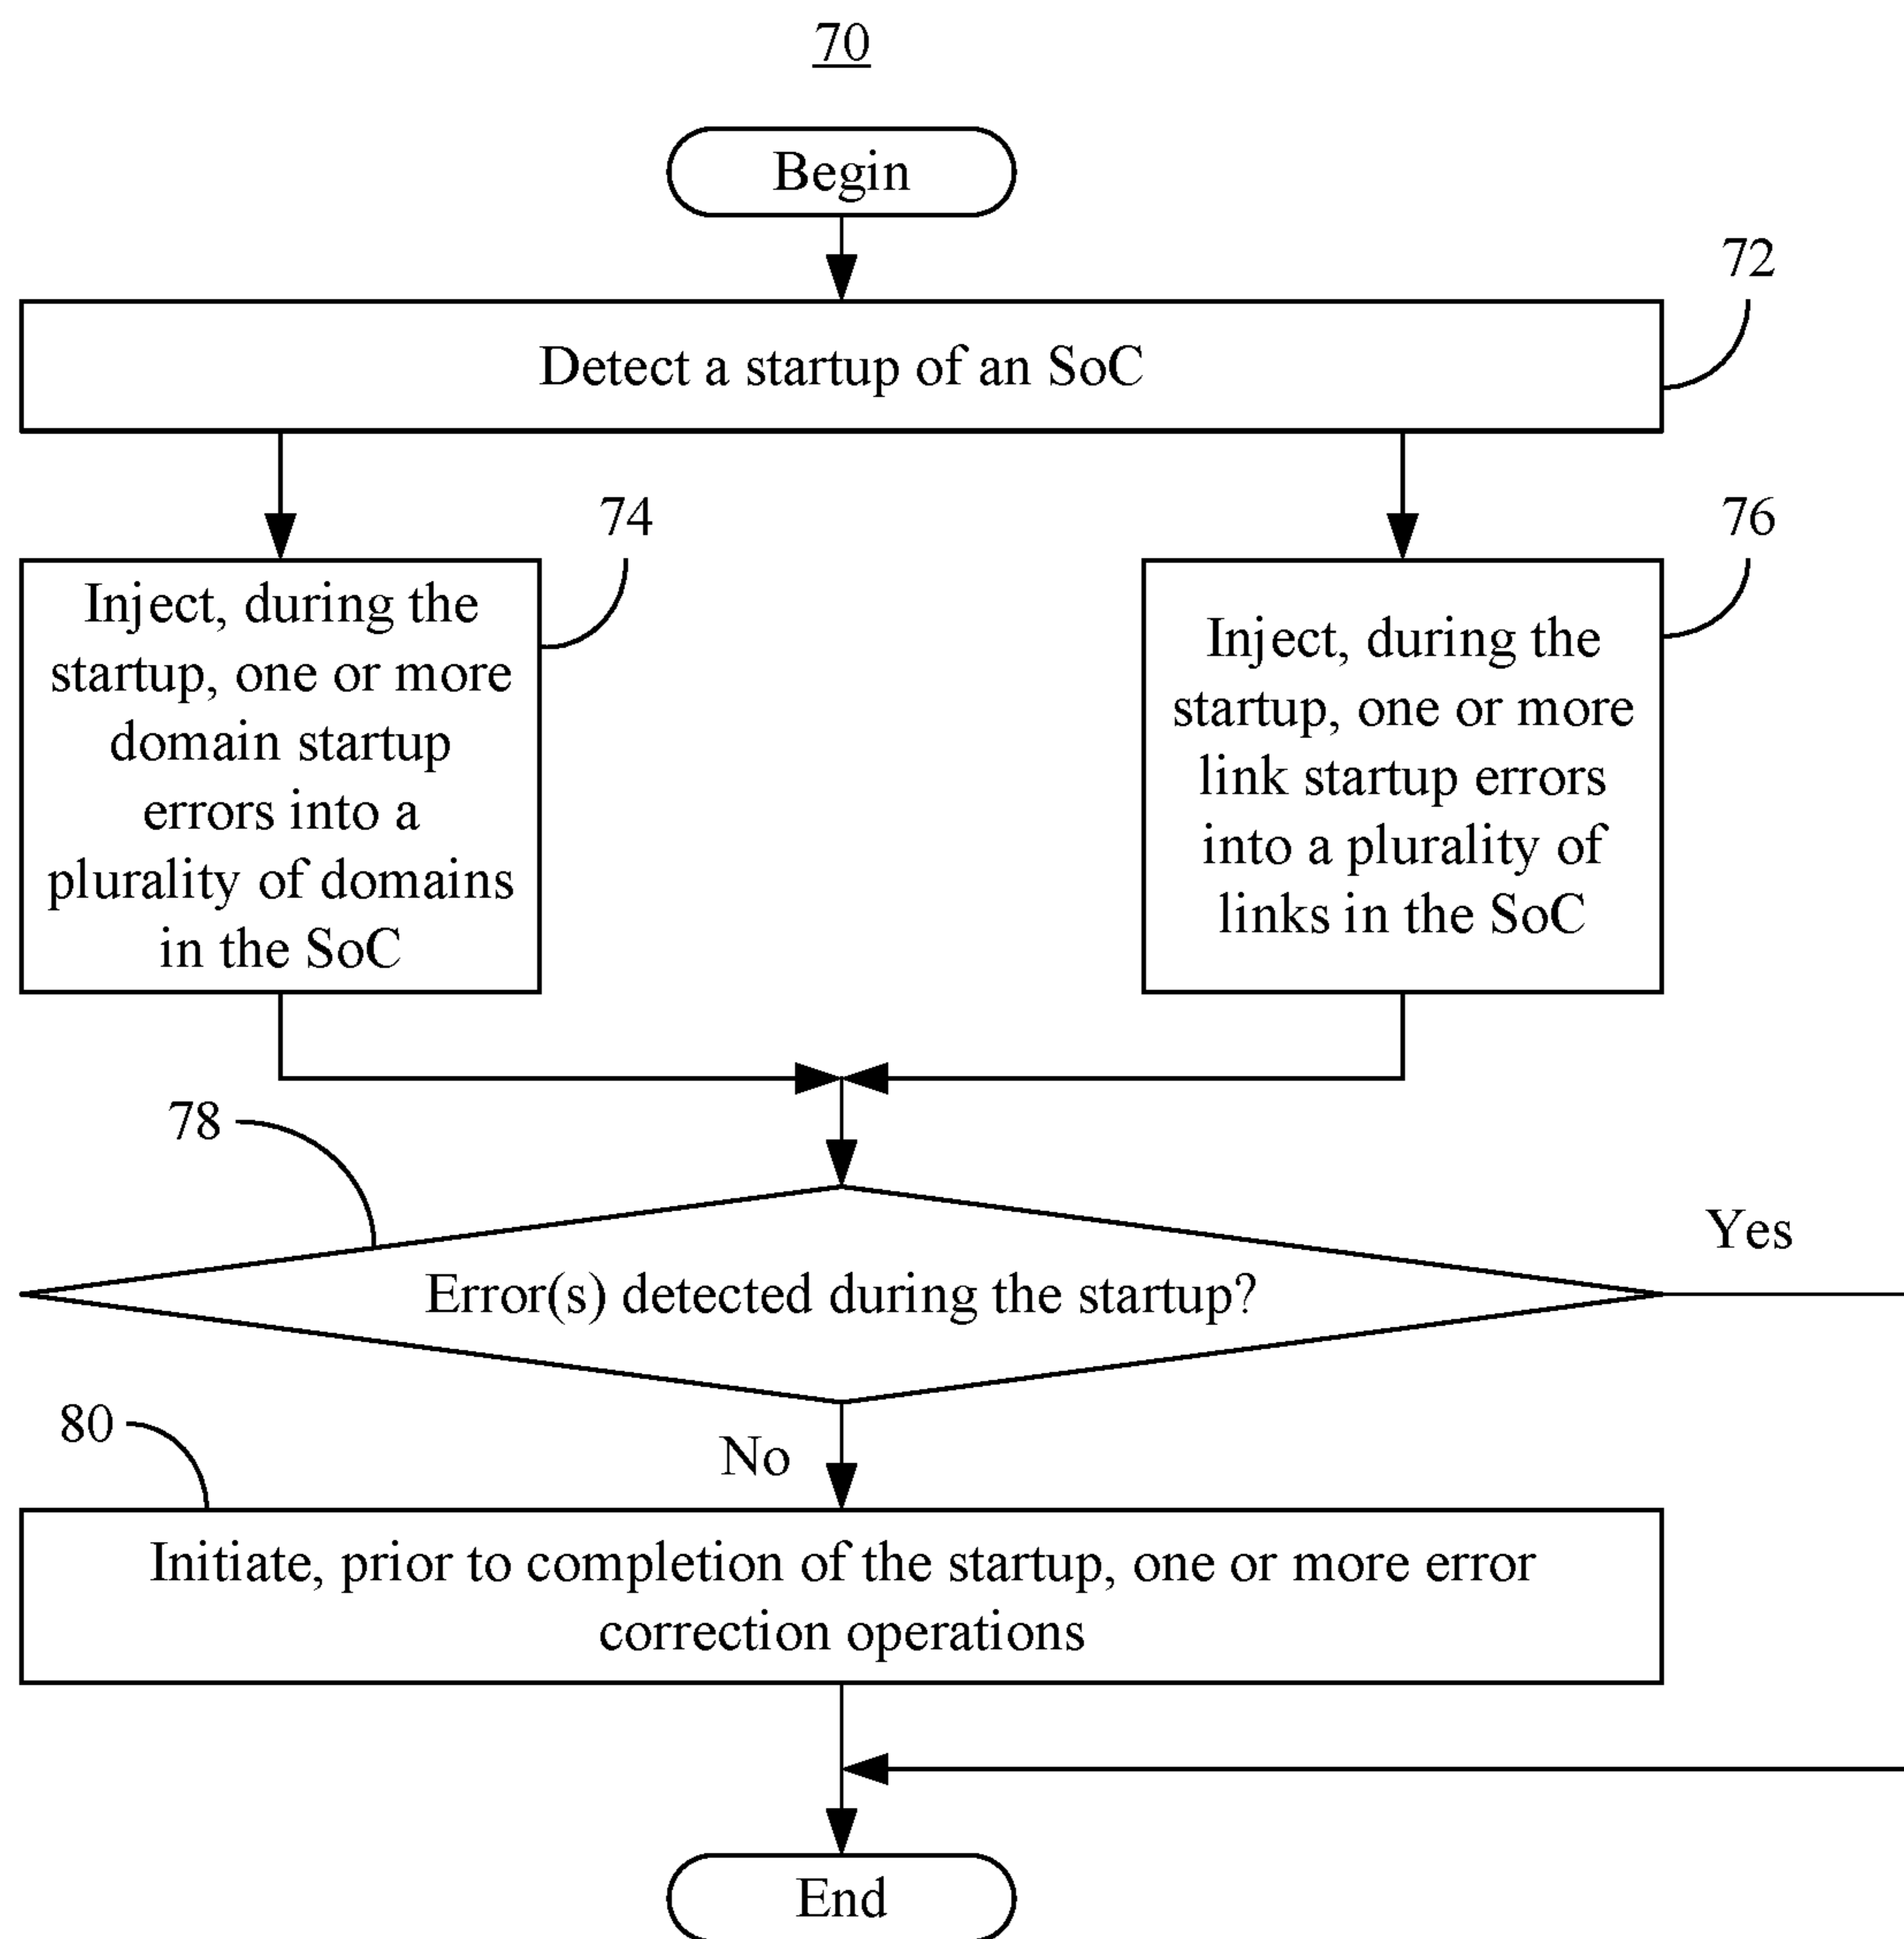 70
Begin
72
Detect a startup of an SoC
74
Inject, during the
startup, one or more
domain startup
errors into a
plurality of domains
in the SoC
76
Inject, during the
startup, one or more
link startup errors
into a plurality of
links in the SoC
78
Error(s) detected during the startup?
Yes
No
80
Initiate, prior to completion of the startup, one or more error
correction operations
End